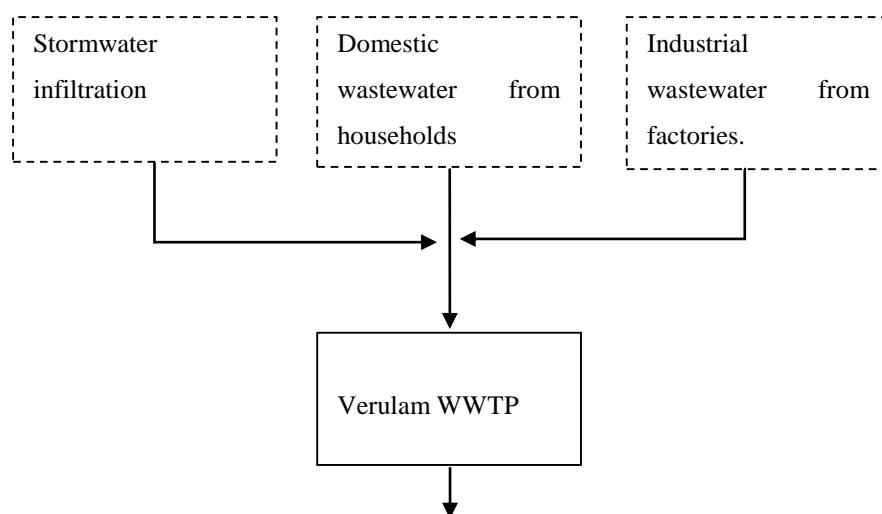 Stormwater
infiltration
Domestic
wastewater from
households
Industrial
wastewater from
factories.
Verulam WWTP